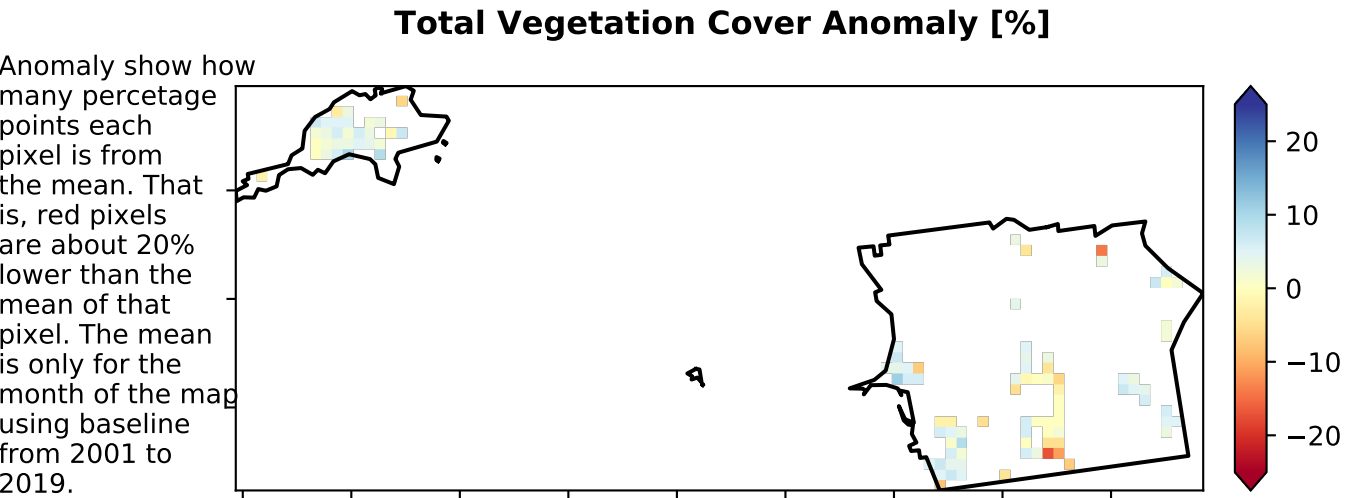 Total Vegetation Cover Anomaly [%]
Anomaly show how
many percetage
points each
pixel is from
the mean. That
is, red pixels
are about 20%
lower than the
mean of that
pixel. The mean
is only for the
month of the map
using baseline
from 2001 to
2019.
20
10
0
−10
−20